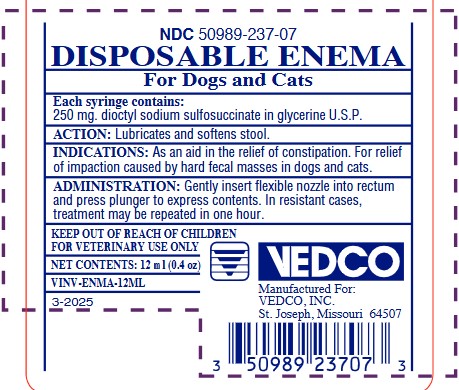 NDC 50989-237-07
DISPOSABLE ENEMA
For Dogs and Cats
Each syringe contains:
250 mg. dioctyl sodium sulfosuccinate in glycerine U.S.P.
ACTION: Lubricates and softens stool.
INDICATIONS: As an aid in the relief of constipation. For relief
of impaction caused by hard fecal masses in dogs and cats.
ADMINISTRATION: Gently insert flexible nozzle into rectum
and press plunger to express contents. In resistant cases,
treatment may be repeated in one hour.
KEEP OUT OF REACH OF CHILDREN
FOR VETERINARY USE ONLY
NET CONTENTS: 12 ml (0.4 oz)
VINV-ENMA-12ML
3-2025
VEDCO
Manufactured For:
VEDCO, INC.
St. Joseph, Missouri 64507
3 50989 23707 3